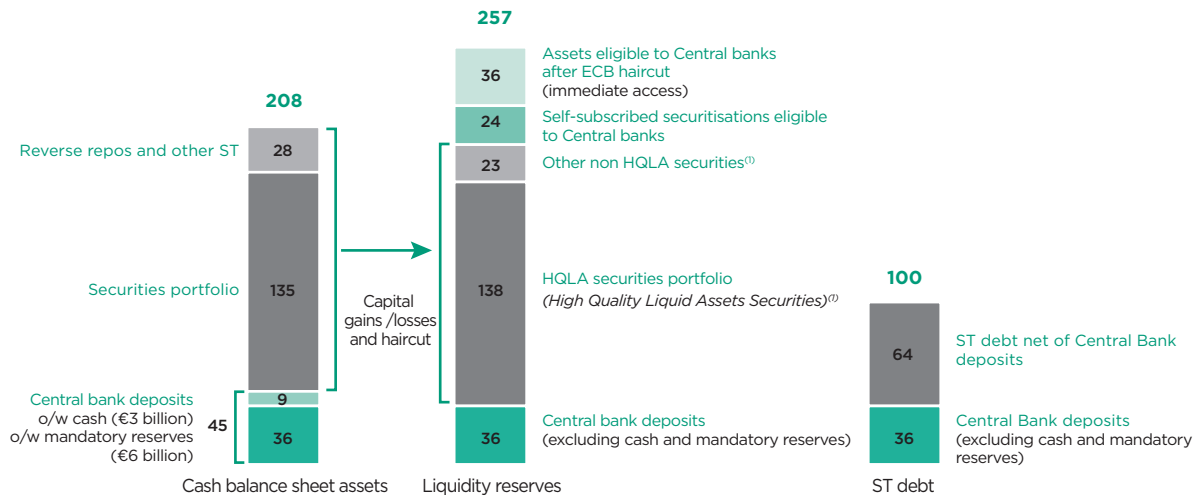 208
Reverse repos and other ST
28
Securities portfolio
135
Central bank deposits
o/w cash (€3 billion)
o/w mandatory reserves
(€6 billion)
45
9
36
Cash balance sheet assets
Capital
gains /losses
and haircut
257
36
Assets eligible to Central banks
after ECB haircut
(immediate access)
24
Self-subscribed securitisations eligible
to Central banks
23
Other non HQLA securities(1)
138
HQLA securities portfolio
(High Quality Liquid Assets Securities)(1)
36
Central bank deposits
(excluding cash and mandatory reserves)
Liquidity reserves
100
64
ST debt net of Central Bank
deposits
36
Central Bank deposits
(excluding cash and mandatory
reserves)
ST debt